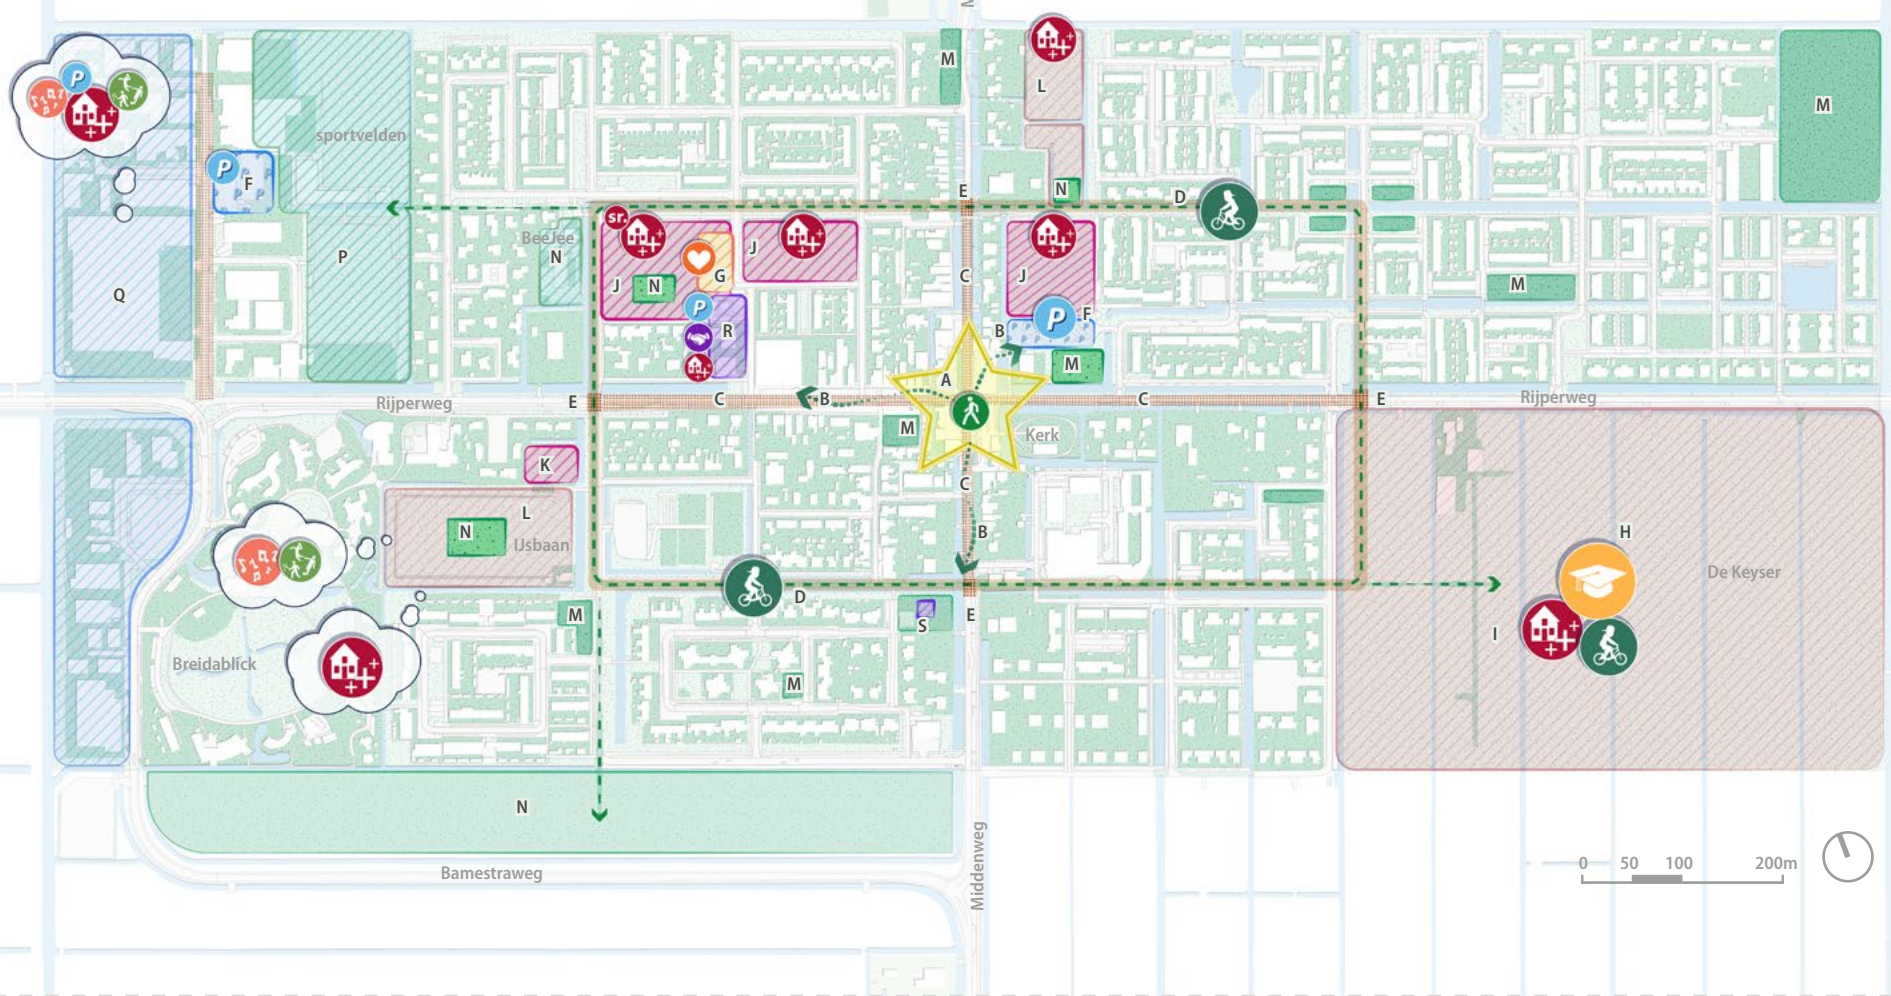 M
M
L
M
P
sportvelden
P
F
N
E
D
sr.
BeeJee
N
J
G
J
C
J
P
Q
N
M
P
R
B
P
F
A
M
Rijperweg
E
C
B
C
E
Rijperweg
M
Kerk
K
C
L
N
IJsbaan
B
H
De Keyser
D
M
S
E
I
Breidablick
M
N
Bamestraweg
Middenweg
0 50 100 200m